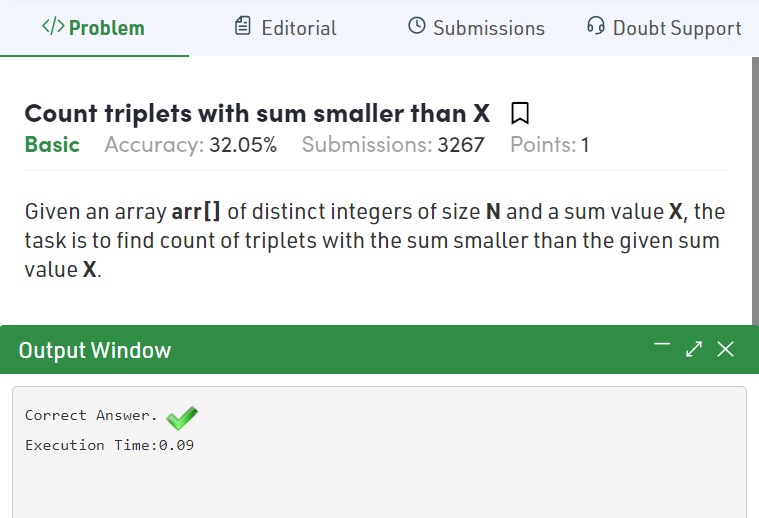 </> Problem Editorial Submissions Doubt Support
Count triplets with sum smaller than X
Basic Accuracy: 32.05% Submissions: 3267 Points: 1
Given an array arr[] of distinct integers of size N and a sum value X, the
task is to find count of triplets with the sum smaller than the given sum
value X.
Output Window
Correct Answer.
Execution Time:0.09